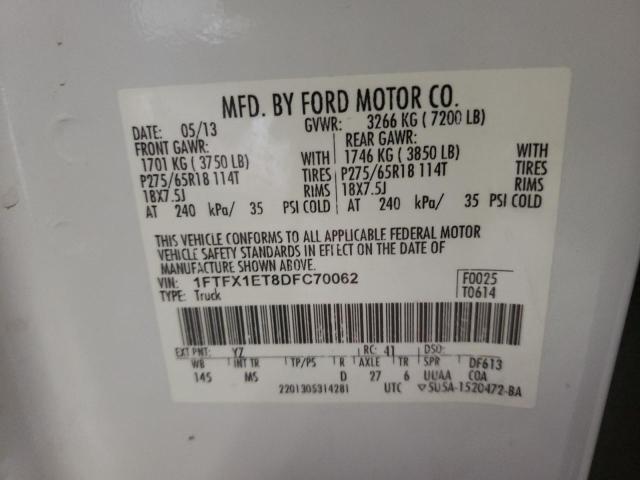 MFD. BY FORD MOTOR CO.
DATE: 05/13 GVWR: 3266 KG ( 7200 LB)
FRONT GAWR: REAR GAWR:
1701 KG ( 3750 LB) WITH 1746 KG ( 3850 LB) WITH
P275/65R18 114T TIRES P275/65R18 114T TIRES
18X7.5J RIMS 18X7.5J RIMS
AT 240 kPa/ 35 PSI COLD AT 240 kPa/ 35 PSI COLD
THIS VEHICLE CONFORMS TO ALL APPLICABLE FEDERAL MOTOR
VEHICLE SAFETY STANDARDS IN EFFECT ON THE DATE OF
MANUFACTURE SHOWN ABOVE.
VIN: 1FTFX1ET8DFC70062 F0025
TYPE: Truck T0614
EXT PNT: YZ RC: 41 DSO:
WB INT TR TP/PS R AXLE TR SPR DF613
145 MS D 27 6 UUAA COA
2201305314281 UTC ▽5U5A-1520472-BA